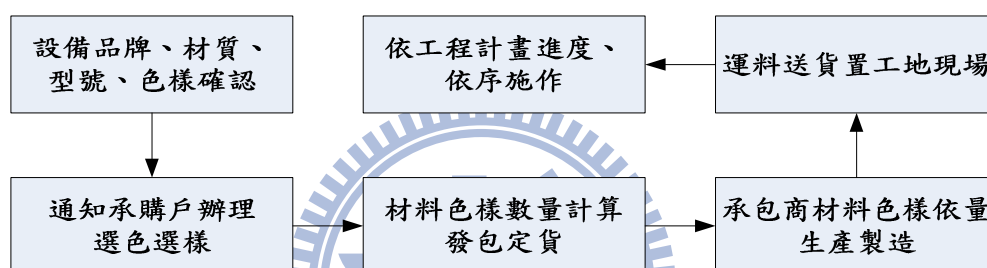 設備品牌、材質、
型號、色樣確認
依工程計畫進度、
依序施作
運料送貨置工地現場
通知承購戶辦理
選色選樣
材料色樣數量計算
發包定貨
承包商材料色樣依量
生產製造